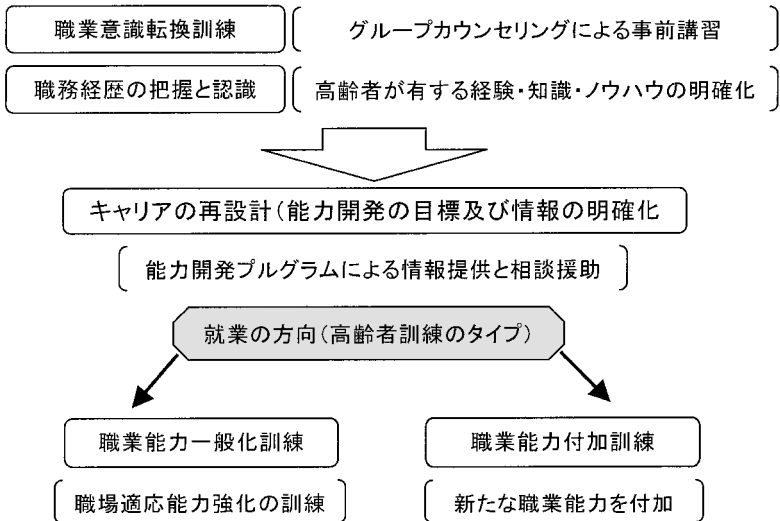 職業意識転換訓練
グループカウンセリングによる事前講習
職務経歴の把握と認識
高齢者が有する経験・知識・ノウハウの明確化
キャリアの再設計(能力開発の目標及び情報の明確化
能力開発プルグラムによる情報提供と相談援助
就業の方向(高齢者訓練のタイプ)
職業能力一般化訓練
職業能力付加訓練
職場適応能力強化の訓練
新たな職業能力を付加